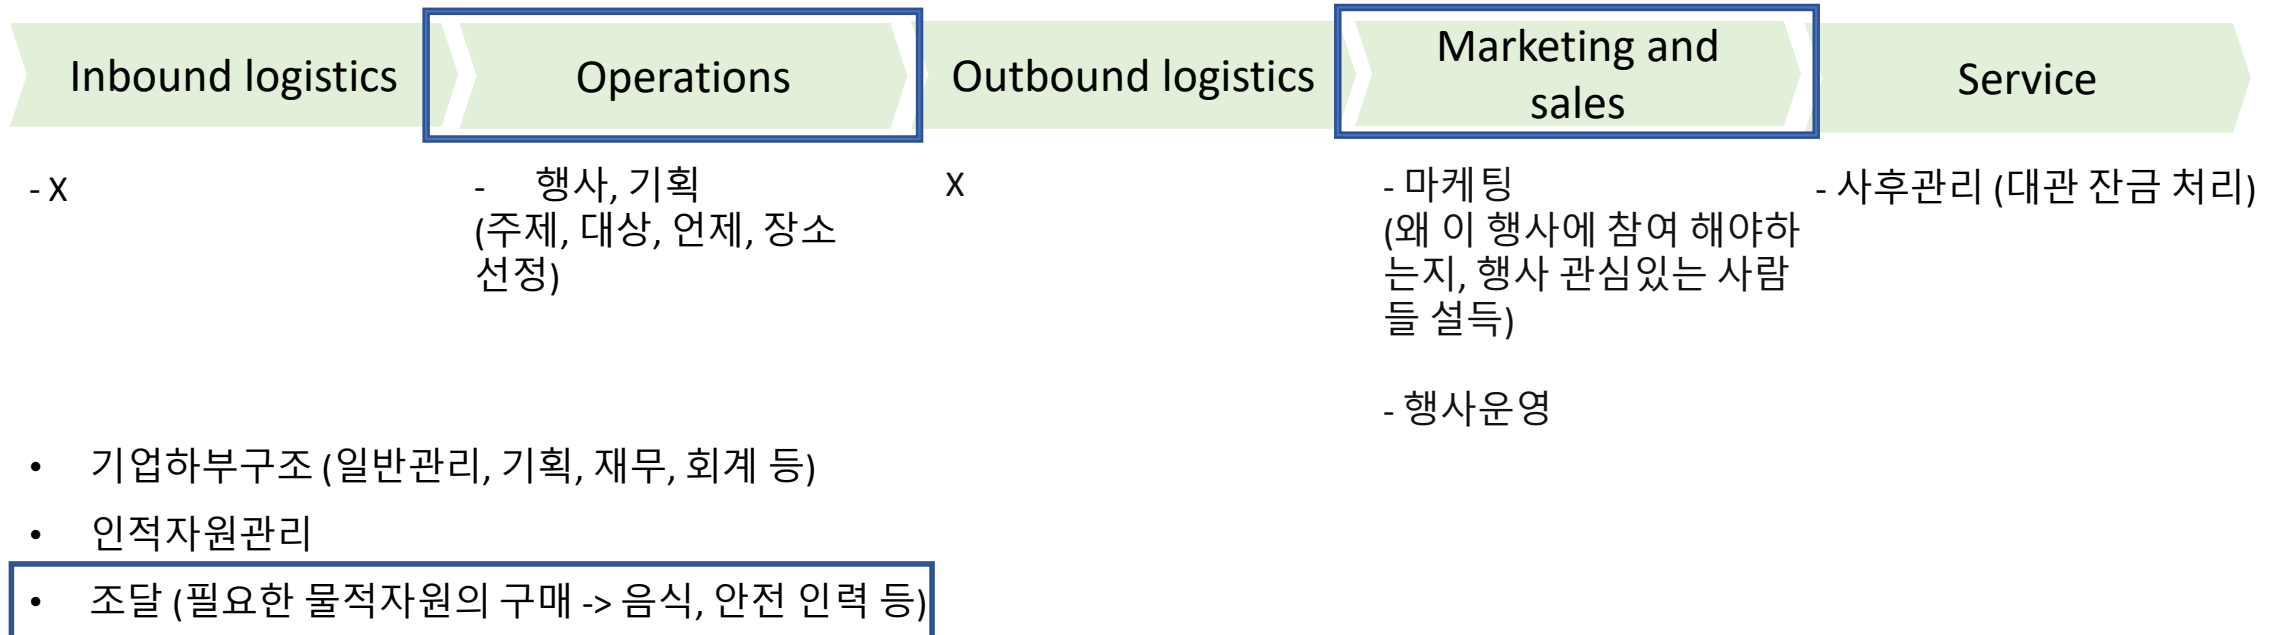 Inbound logistics
Operations
Outbound logistics
Marketing and
sales
Service
- X
- 행사, 기획
(주제, 대상, 언제, 장소
선정)
X
- 마케팅
(왜 이 행사에 참여 해야하
는지, 행사 관심있는 사람
들 설득)
- 행사운영
- 사후관리 (대관 잔금 처리)
• 기업하부구조 (일반관리, 기획, 재무, 회계 등)
• 인적자원관리
• 조달 (필요한 물적자원의 구매 -> 음식, 안전 인력 등)